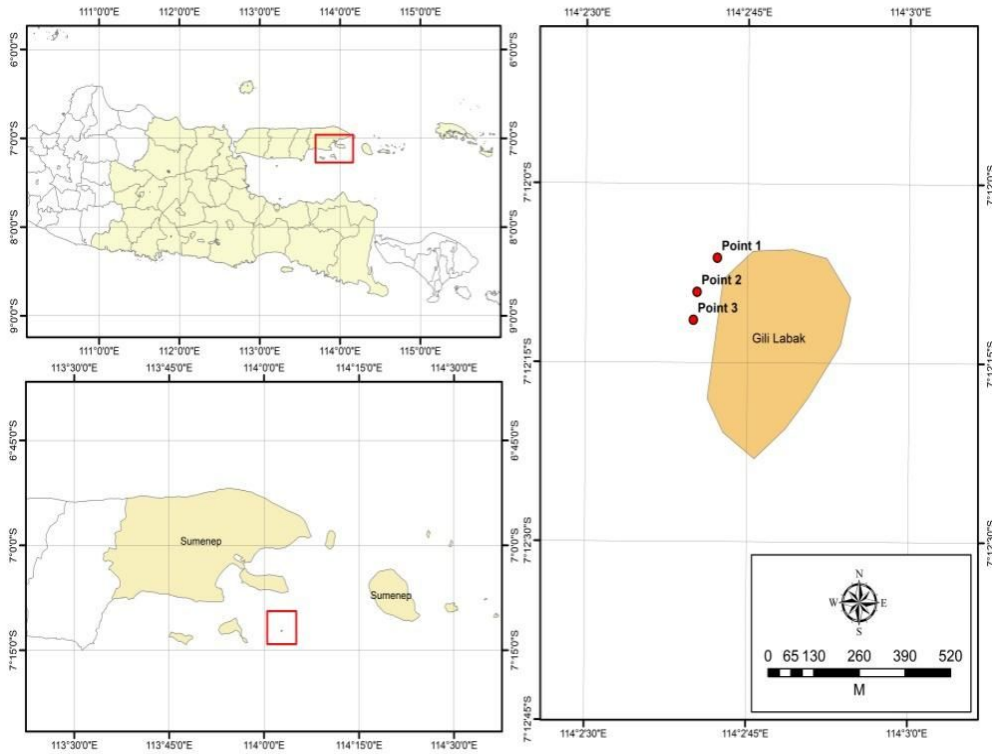 111°0'0"E 112°0'0"E 113°0'0"E 114°0'0"E 115°0'0"E
6°0'0"S 6°0'0"S
7°0'0"S 7°0'0"S
8°0'0"S 8°0'0"S
9°0'0"S 9°0'0"S
111°0'0"E 112°0'0"E 113°0'0"E 114°0'0"E 115°0'0"E
113°30'0"E 113°45'0"E 114°0'0"E 114°15'0"E 114°30'0"E
6°45'0"S 6°45'0"S
Sumenep
7°0'0"S 7°0'0"S
Sumenep
7°15'0"S 7°15'0"S
113°30'0"E 113°45'0"E 114°0'0"E 114°15'0"E 114°30'0"E
114°2'30"E 114°2'45"E 114°3'0"E
7°12'0"S 7°12'0"S
Point 1
Point 2
Point 3
Gili Labak
7°12'15"S 7°12'15"S
7°12'30"S 7°12'30"S
N
W E
S
0 65 130 260 390 520
M
7°12'45"S 7°12'45"S
114°2'30"E 114°2'45"E 114°3'0"E